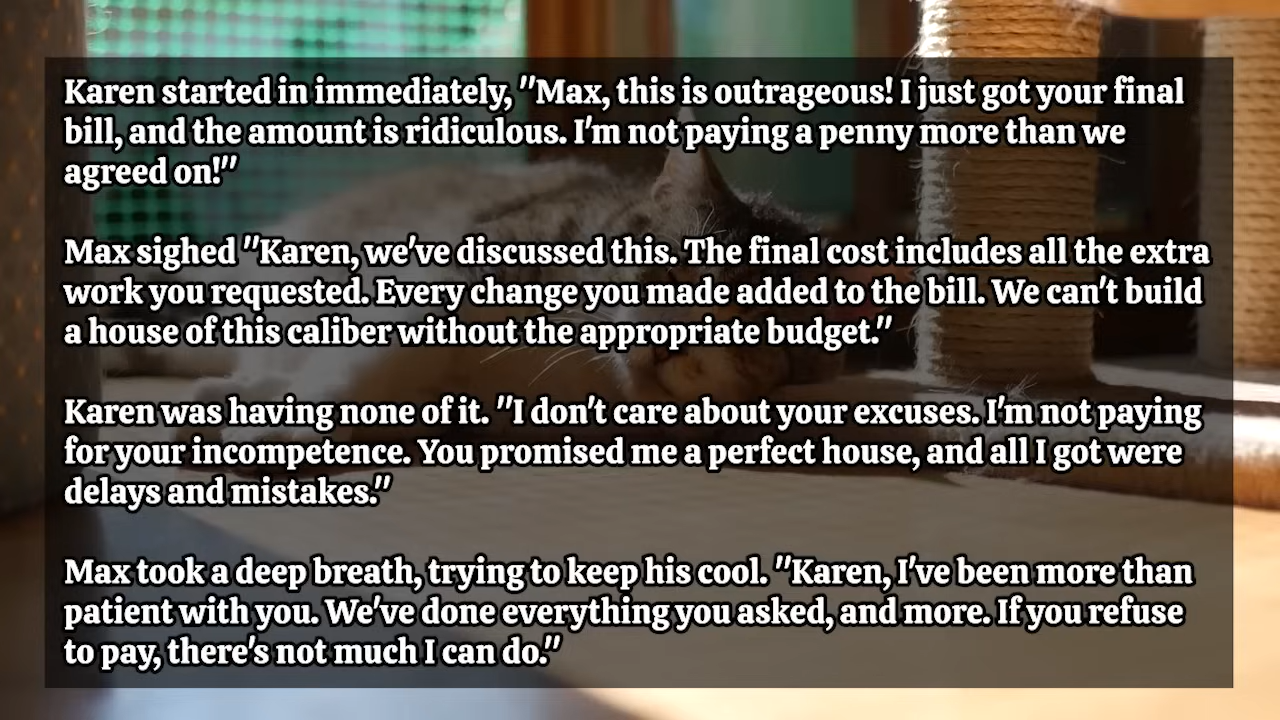 Karen started in immediately, "Max, this is outrageous! I just got your final
bill, and the amount is ridiculous. I'm not paying a penny more than we
agreed on!"
Max sighed "Karen, we've discussed this. The final cost includes all the extra
work you requested. Every change you made added to the bill. We can't build
a house of this caliber without the appropriate budget."
Karen was having none of it. "I don't care about your excuses. I'm not paying
for your incompetence. You promised me a perfect house, and all I got were
delays and mistakes."
Max took a deep breath, trying to keep his cool. "Karen, I've been more than
patient with you. We've done everything you asked, and more. If you refuse
to pay, there's not much I can do."